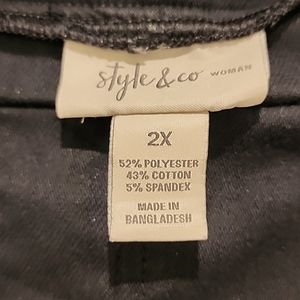 style & co WOMAN
2X
52% POLYESTER
43% COTTON
5% SPANDEX
MADE IN
BANGLADESH